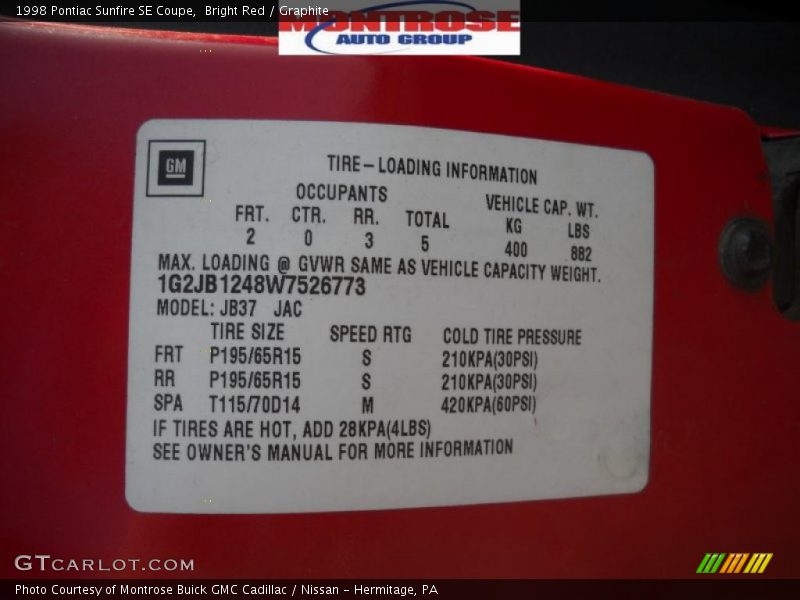 1998 Pontiac Sunfire SE Coupe, Bright Red / Graphite
MONTROSE
AUTO GROUP
GM
TIRE-LOADING INFORMATION
OCCUPANTS VEHICLE CAP. WT.
FRT. CTR. RR. TOTAL KG LBS
2 0 3 5 400 882
MAX. LOADING @ GVWR SAME AS VEHICLE CAPACITY WEIGHT.
1G2JB1248W7526773
MODEL: JB37 JAC
TIRE SIZE SPEED RTG COLD TIRE PRESSURE
FRT P195/65R15 S 210KPA(30PSI)
RR P195/65R15 S 210KPA(30PSI)
SPA T115/70D14 M 420KPA(60PSI)
IF TIRES ARE HOT, ADD 28KPA(4LBS)
SEE OWNER'S MANUAL FOR MORE INFORMATION
GTCARLOT.COM
Photo Courtesy of Montrose Buick GMC Cadillac / Nissan - Hermitage, PA